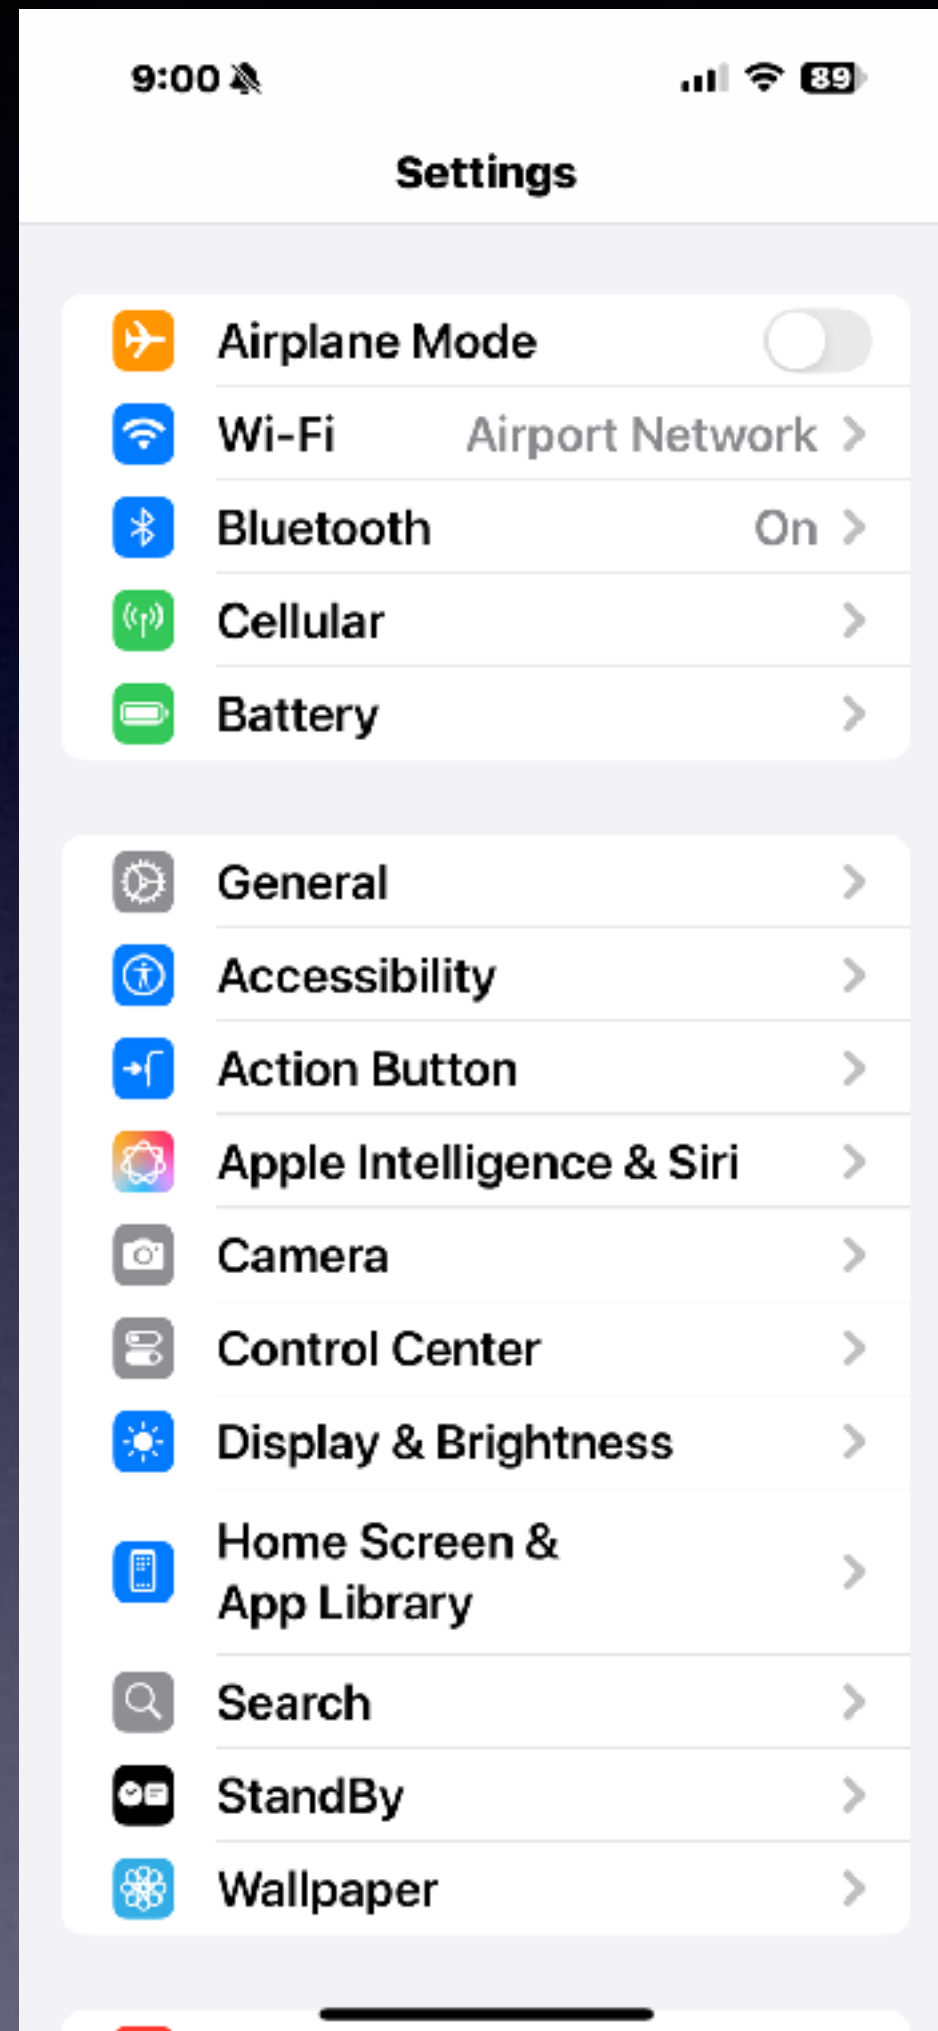 9:00
89
Settings
Airplane Mode
Wi-Fi Airport Network
Bluetooth On
Cellular
Battery
General
Accessibility
Action Button
Apple Intelligence & Siri
Camera
Control Center
Display & Brightness
Home Screen &
App Library
Search
StandBy
Wallpaper